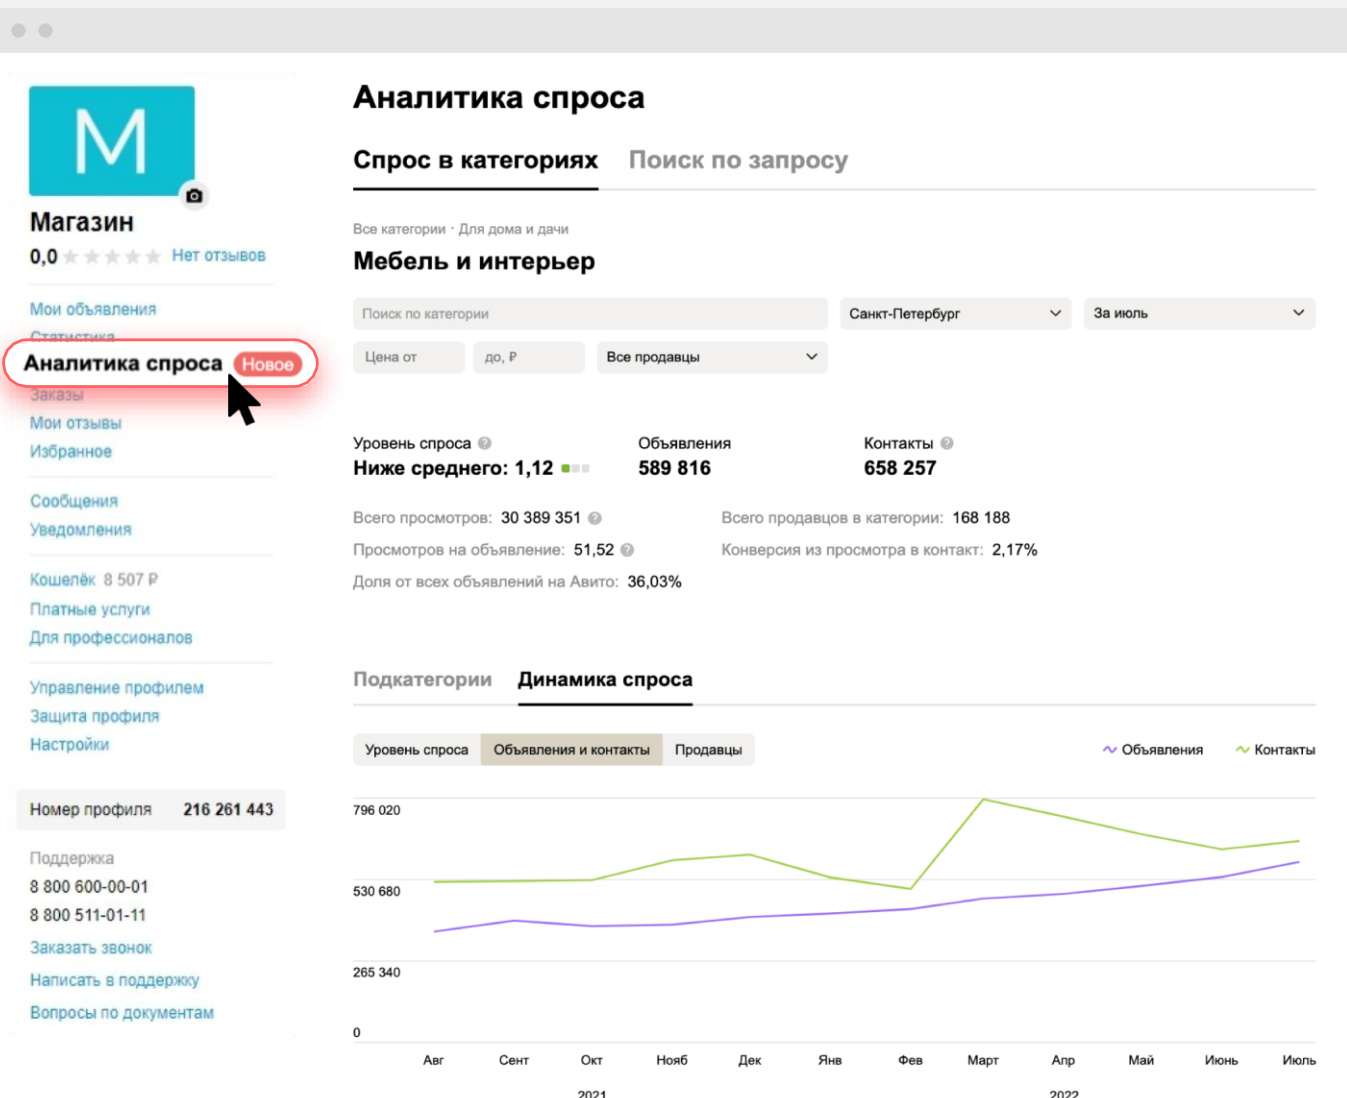 М
Магазин
0,0 Нет отзывов
Мои объявления
Статистика
Аналитика спроса Новое
Заказы
Мои отзывы
Избранное
Сообщения
Уведомления
Кошелёк 8 507 ₽
Платные услуги
Для профессионалов
Управление профилем
Защита профиля
Настройки
Номер профиля 216 261 443
Поддержка
8 800 600-00-01
8 800 511-01-11
Заказать звонок
Написать в поддержку
Вопросы по документам
Аналитика спроса
Спрос в категориях Поиск по запросу
Все категории · Для дома и дачи
Мебель и интерьер
Поиск по категории Санкт-Петербург За июль
Цена от до, ₽ Все продавцы
Уровень спроса ? Объявления Контакты ?
Ниже среднего: 1,12 589 816 658 257
Всего просмотров: 30 389 351 ? Всего продавцов в категории: 168 188
Просмотров на объявление: 51,52 ? Конверсия из просмотра в контакт: 2,17%
Доля от всех объявлений на Авито: 36,03%
Подкатегории Динамика спроса
Уровень спроса Объявления и контакты Продавцы Объявления Контакты
796 020
530 680
265 340
0
Авг Сент Окт Нояб Дек Янв Фев Март Апр Май Июнь Июль
2021 2022